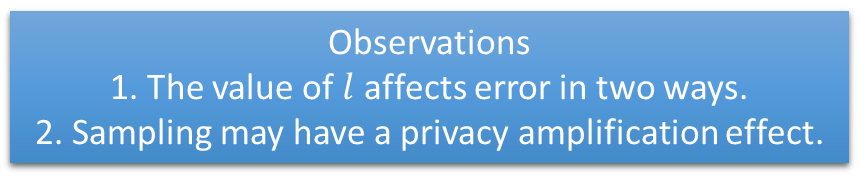 Observations
1. The value of l affects error in two ways.
2. Sampling may have a privacy amplification effect.